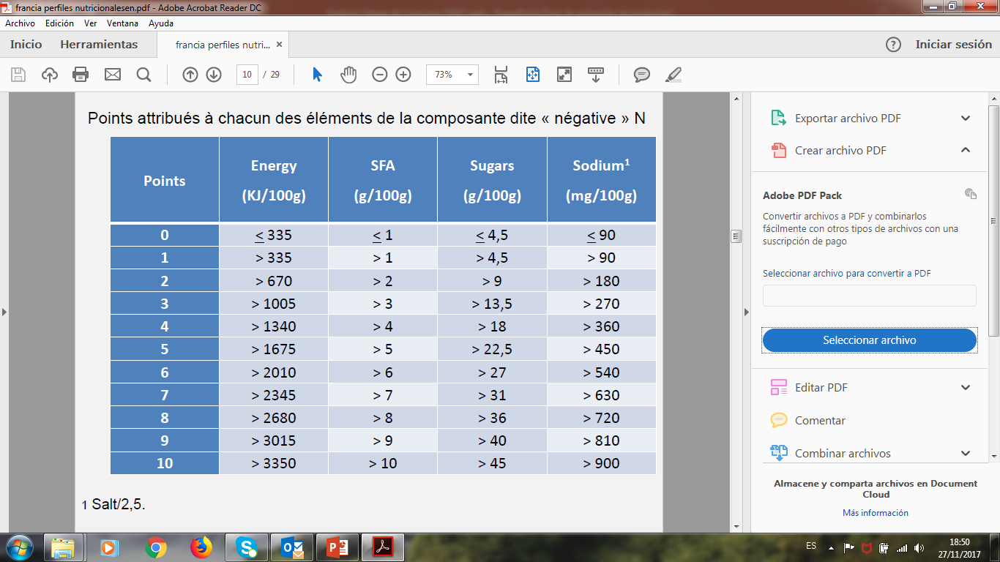 francia perfiles nutricionalesen.pdf - Adobe Acrobat Reader DC
Archivo Edición Ver Ventana Ayuda
Inicio Herramientas francia perfiles nutri... × ? Iniciar sesión
10 / 29 73%
Points attribués à chacun des éléments de la composante dite « négative » N
Points Energy (KJ/100g) SFA (g/100g) Sugars (g/100g) Sodium¹ (mg/100g)
0 < 335 < 1 < 4,5 < 90
1 > 335 > 1 > 4,5 > 90
2 > 670 > 2 > 9 > 180
3 > 1005 > 3 > 13,5 > 270
4 > 1340 > 4 > 18 > 360
5 > 1675 > 5 > 22,5 > 450
6 > 2010 > 6 > 27 > 540
7 > 2345 > 7 > 31 > 630
8 > 2680 > 8 > 36 > 720
9 > 3015 > 9 > 40 > 810
10 > 3350 > 10 > 45 > 900
1 Salt/2,5.
Exportar archivo PDF
Crear archivo PDF
Adobe PDF Pack
Convertir archivos a PDF y combinarlos
fácilmente con otros tipos de archivos con una
suscripción de pago
Seleccionar archivo para convertir a PDF
Seleccionar archivo
Editar PDF
Comentar
Combinar archivos
Almacene y comparta archivos en Document
Cloud
Más información
ES 18:50
27/11/2017